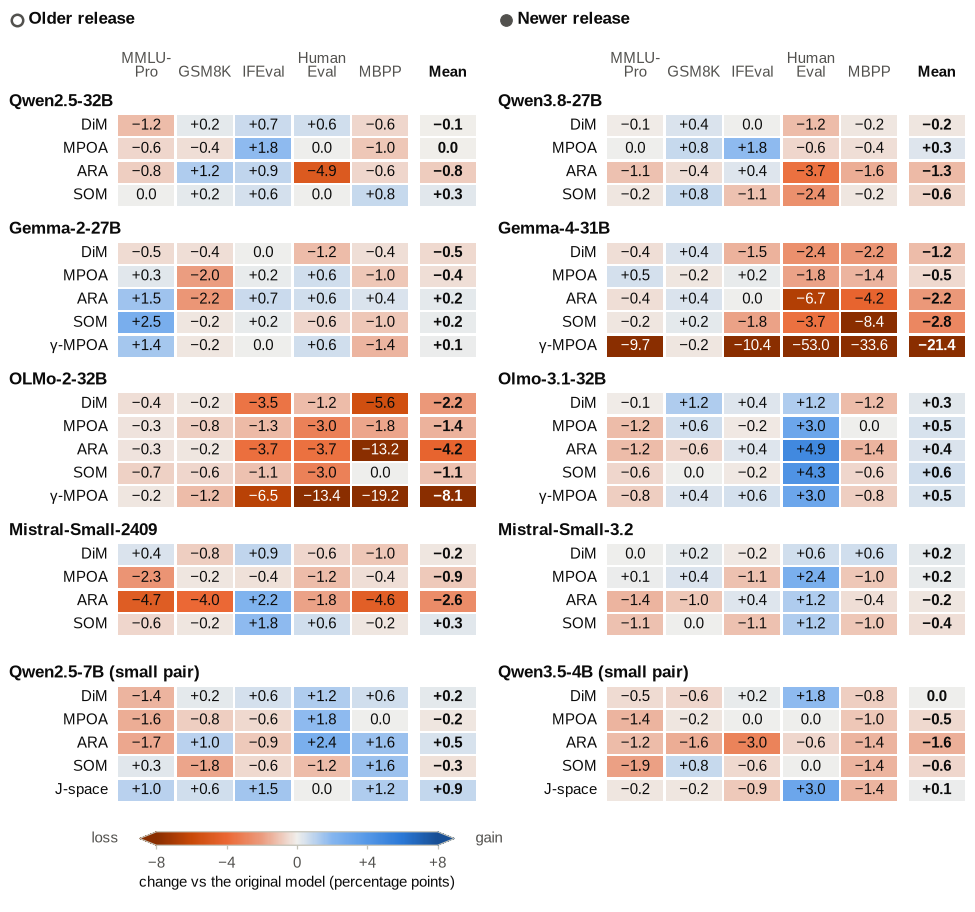 Older release
MMLU-Pro GSM8K IFEval Human Eval MBPP Mean
Qwen2.5-32B
DiM −1.2 +0.2 +0.7 +0.6 −0.6 −0.1
MPOA −0.6 −0.4 +1.8 0.0 −1.0 0.0
ARA −0.8 +1.2 +0.9 −4.9 −0.6 −0.8
SOM 0.0 +0.2 +0.6 0.0 +0.8 +0.3
Gemma-2-27B
DiM −0.5 −0.4 0.0 −1.2 −0.4 −0.5
MPOA +0.3 −2.0 +0.2 +0.6 −1.0 −0.4
ARA +1.5 −2.2 +0.7 +0.6 +0.4 +0.2
SOM +2.5 −0.2 +0.2 −0.6 −1.0 +0.2
γ-MPOA +1.4 −0.2 0.0 +0.6 −1.4 +0.1
OLMo-2-32B
DiM −0.4 −0.2 −3.5 −1.2 −5.6 −2.2
MPOA −0.3 −0.8 −1.3 −3.0 −1.8 −1.4
ARA −0.3 −0.2 −3.7 −3.7 −13.2 −4.2
SOM −0.7 −0.6 −1.1 −3.0 0.0 −1.1
γ-MPOA −0.2 −1.2 −6.5 −13.4 −19.2 −8.1
Mistral-Small-2409
DiM +0.4 −0.8 +0.9 −0.6 −1.0 −0.2
MPOA −2.3 −0.2 −0.4 −1.2 −0.4 −0.9
ARA −4.7 −4.0 +2.2 −1.8 −4.6 −2.6
SOM −0.6 −0.2 +1.8 +0.6 −0.2 +0.3
Qwen2.5-7B (small pair)
DiM −1.4 +0.2 +0.6 +1.2 +0.6 +0.2
MPOA −1.6 −0.8 −0.6 +1.8 0.0 −0.2
ARA −1.7 +1.0 −0.9 +2.4 +1.6 +0.5
SOM +0.3 −1.8 −0.6 −1.2 +1.6 −0.3
J-space +1.0 +0.6 +1.5 0.0 +1.2 +0.9
Newer release
MMLU-Pro GSM8K IFEval Human Eval MBPP Mean
Qwen3.8-27B
DiM −0.1 +0.4 0.0 −1.2 −0.2 −0.2
MPOA 0.0 +0.8 +1.8 −0.6 −0.4 +0.3
ARA −1.1 −0.4 +0.4 −3.7 −1.6 −1.3
SOM −0.2 +0.8 −1.1 −2.4 −0.2 −0.6
Gemma-4-31B
DiM −0.4 +0.4 −1.5 −2.4 −2.2 −1.2
MPOA +0.5 −0.2 +0.2 −1.8 −1.4 −0.5
ARA −0.4 +0.4 0.0 −6.7 −4.2 −2.2
SOM −0.2 +0.2 −1.8 −3.7 −8.4 −2.8
γ-MPOA −9.7 −0.2 −10.4 −53.0 −33.6 −21.4
Olmo-3.1-32B
DiM −0.1 +1.2 +0.4 +1.2 −1.2 +0.3
MPOA −1.2 +0.6 −0.2 +3.0 0.0 +0.5
ARA −1.2 −0.6 +0.4 +4.9 −1.4 +0.4
SOM −0.6 0.0 −0.2 +4.3 −0.6 +0.6
γ-MPOA −0.8 +0.4 +0.6 +3.0 −0.8 +0.5
Mistral-Small-3.2
DiM 0.0 +0.2 −0.2 +0.6 +0.6 +0.2
MPOA +0.1 +0.4 −1.1 +2.4 −1.0 +0.2
ARA −1.4 −1.0 +0.4 +1.2 −0.4 −0.2
SOM −1.1 0.0 −1.1 +1.2 −1.0 −0.4
Qwen3.5-4B (small pair)
DiM −0.5 −0.6 +0.2 +1.8 −0.8 0.0
MPOA −1.4 −0.2 0.0 0.0 −1.0 −0.5
ARA −1.2 −1.6 −3.0 −0.6 −1.4 −1.6
SOM −1.9 +0.8 −0.6 0.0 −1.4 −0.6
J-space −0.2 −0.2 −0.9 +3.0 −1.4 +0.1
loss gain
−8 −4 0 +4 +8
change vs the original model (percentage points)